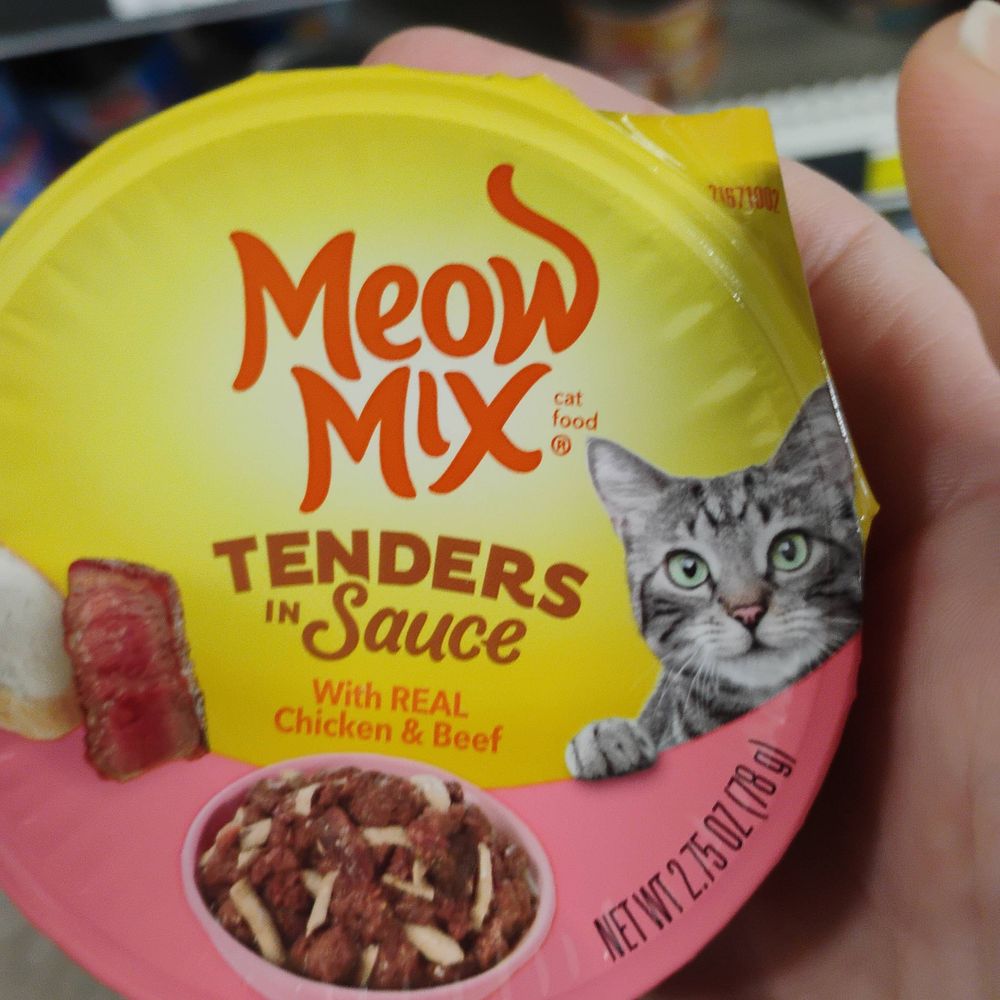 Meow
Mix
cat
food
®
TENDERS
IN Sauce
With REAL
Chicken & Beef
NET WT 2.75 OZ (78 g)